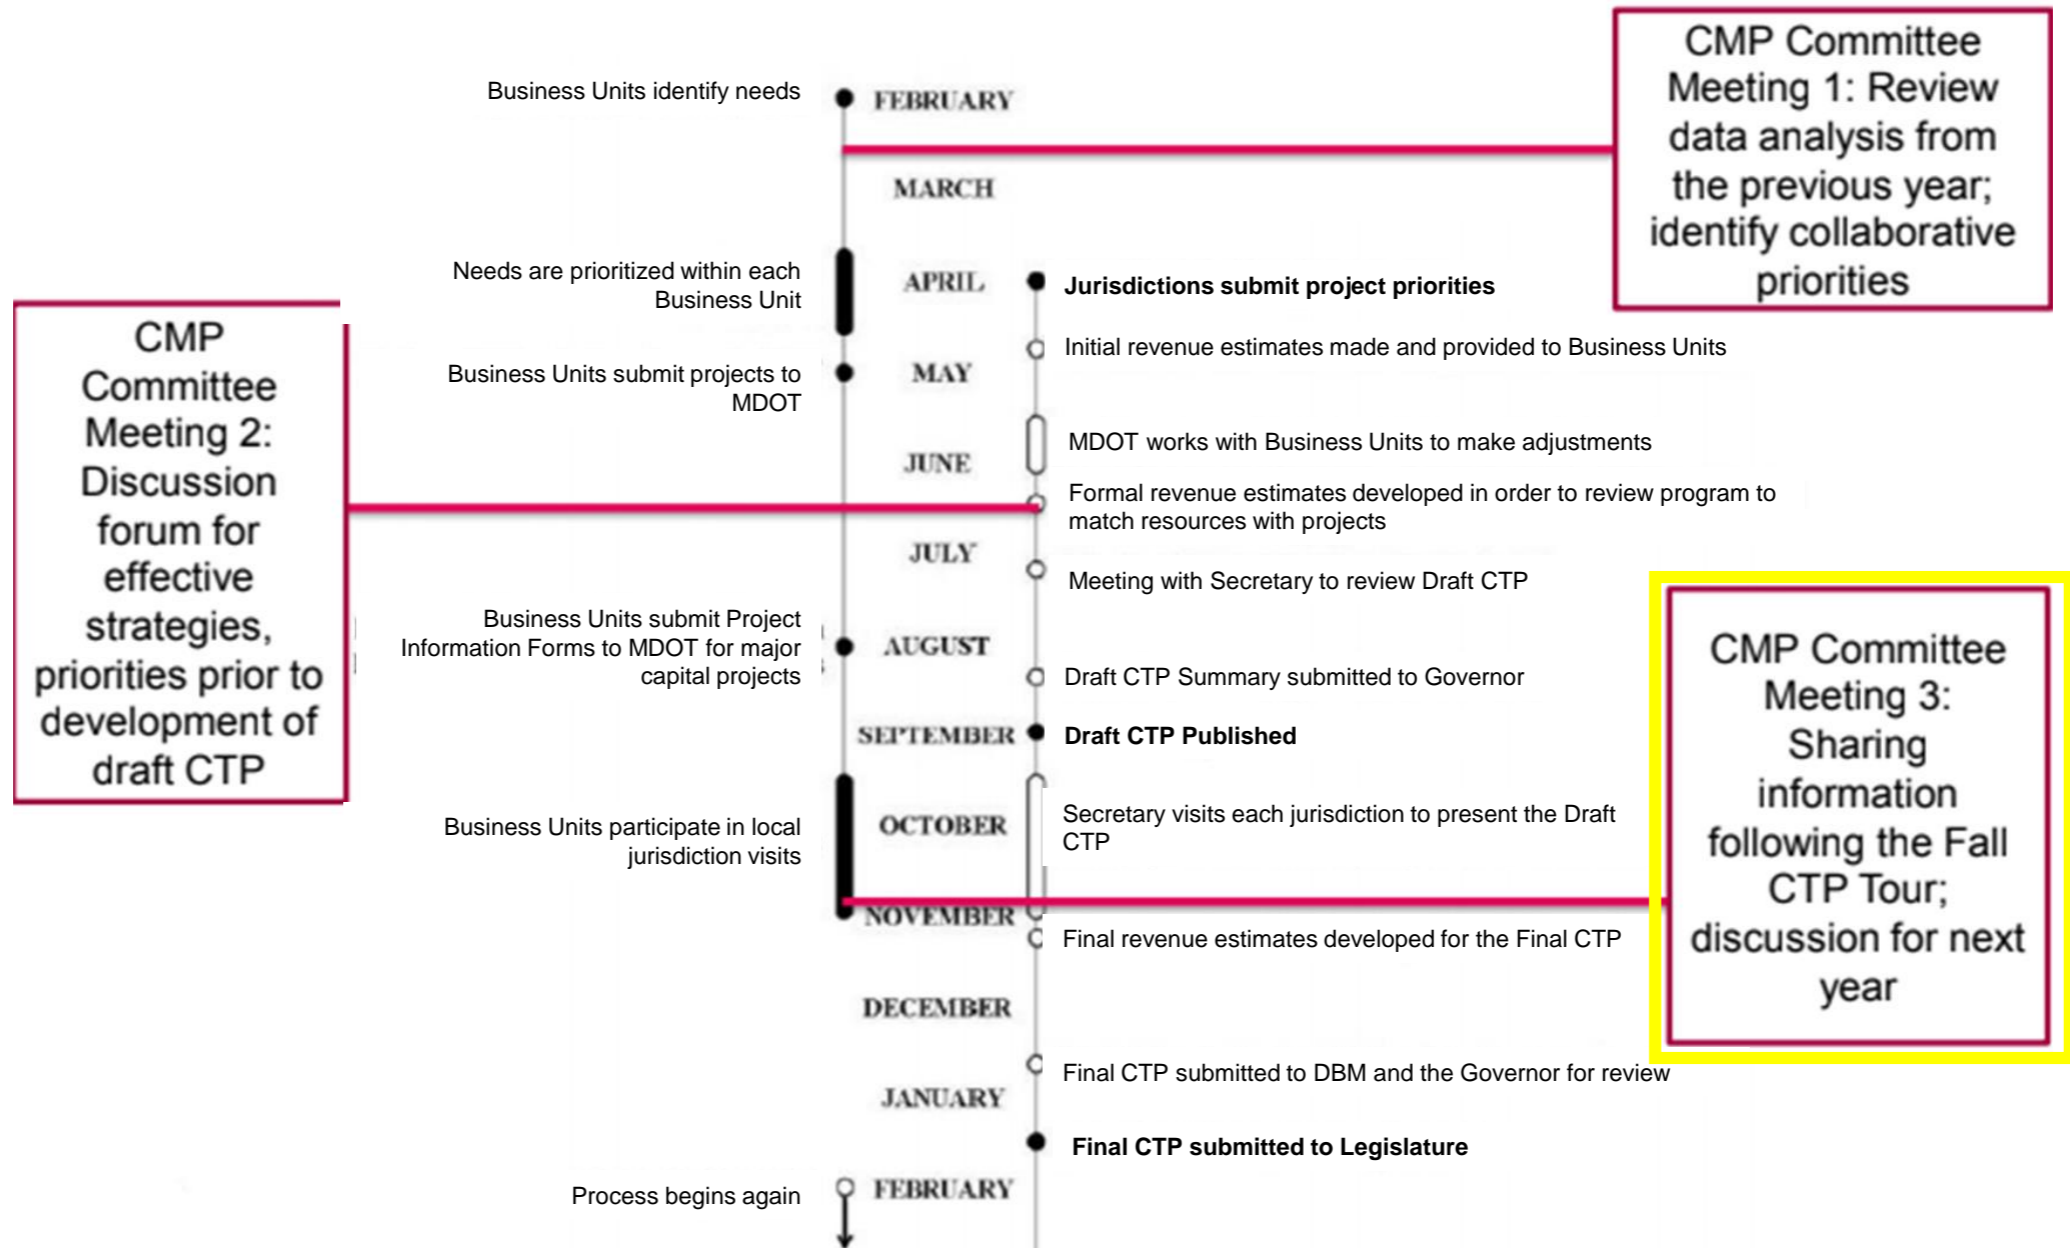 CMP Committee
Meeting 1: Review
data analysis from
the previous year;
identify collaborative
priorities
Business Units identify needs
FEBRUARY
MARCH
Needs are prioritized within each
Business Unit
APRIL
Jurisdictions submit project priorities
CMP
Committee
Meeting 2:
Discussion
forum for
effective
strategies,
priorities prior to
development of
draft CTP
Initial revenue estimates made and provided to Business Units
Business Units submit projects to
MDOT
MAY
MDOT works with Business Units to make adjustments
JUNE
Formal revenue estimates developed in order to review program to
match resources with projects
JULY
Meeting with Secretary to review Draft CTP
Business Units submit Project
Information Forms to MDOT for major
capital projects
AUGUST
Draft CTP Summary submitted to Governor
SEPTEMBER
Draft CTP Published
CMP Committee
Meeting 3:
Sharing
information
following the Fall
CTP Tour;
discussion for next
year
Business Units participate in local
jurisdiction visits
OCTOBER
Secretary visits each jurisdiction to present the Draft
CTP
NOVEMBER
Final revenue estimates developed for the Final CTP
DECEMBER
Final CTP submitted to DBM and the Governor for review
JANUARY
Final CTP submitted to Legislature
Process begins again
FEBRUARY